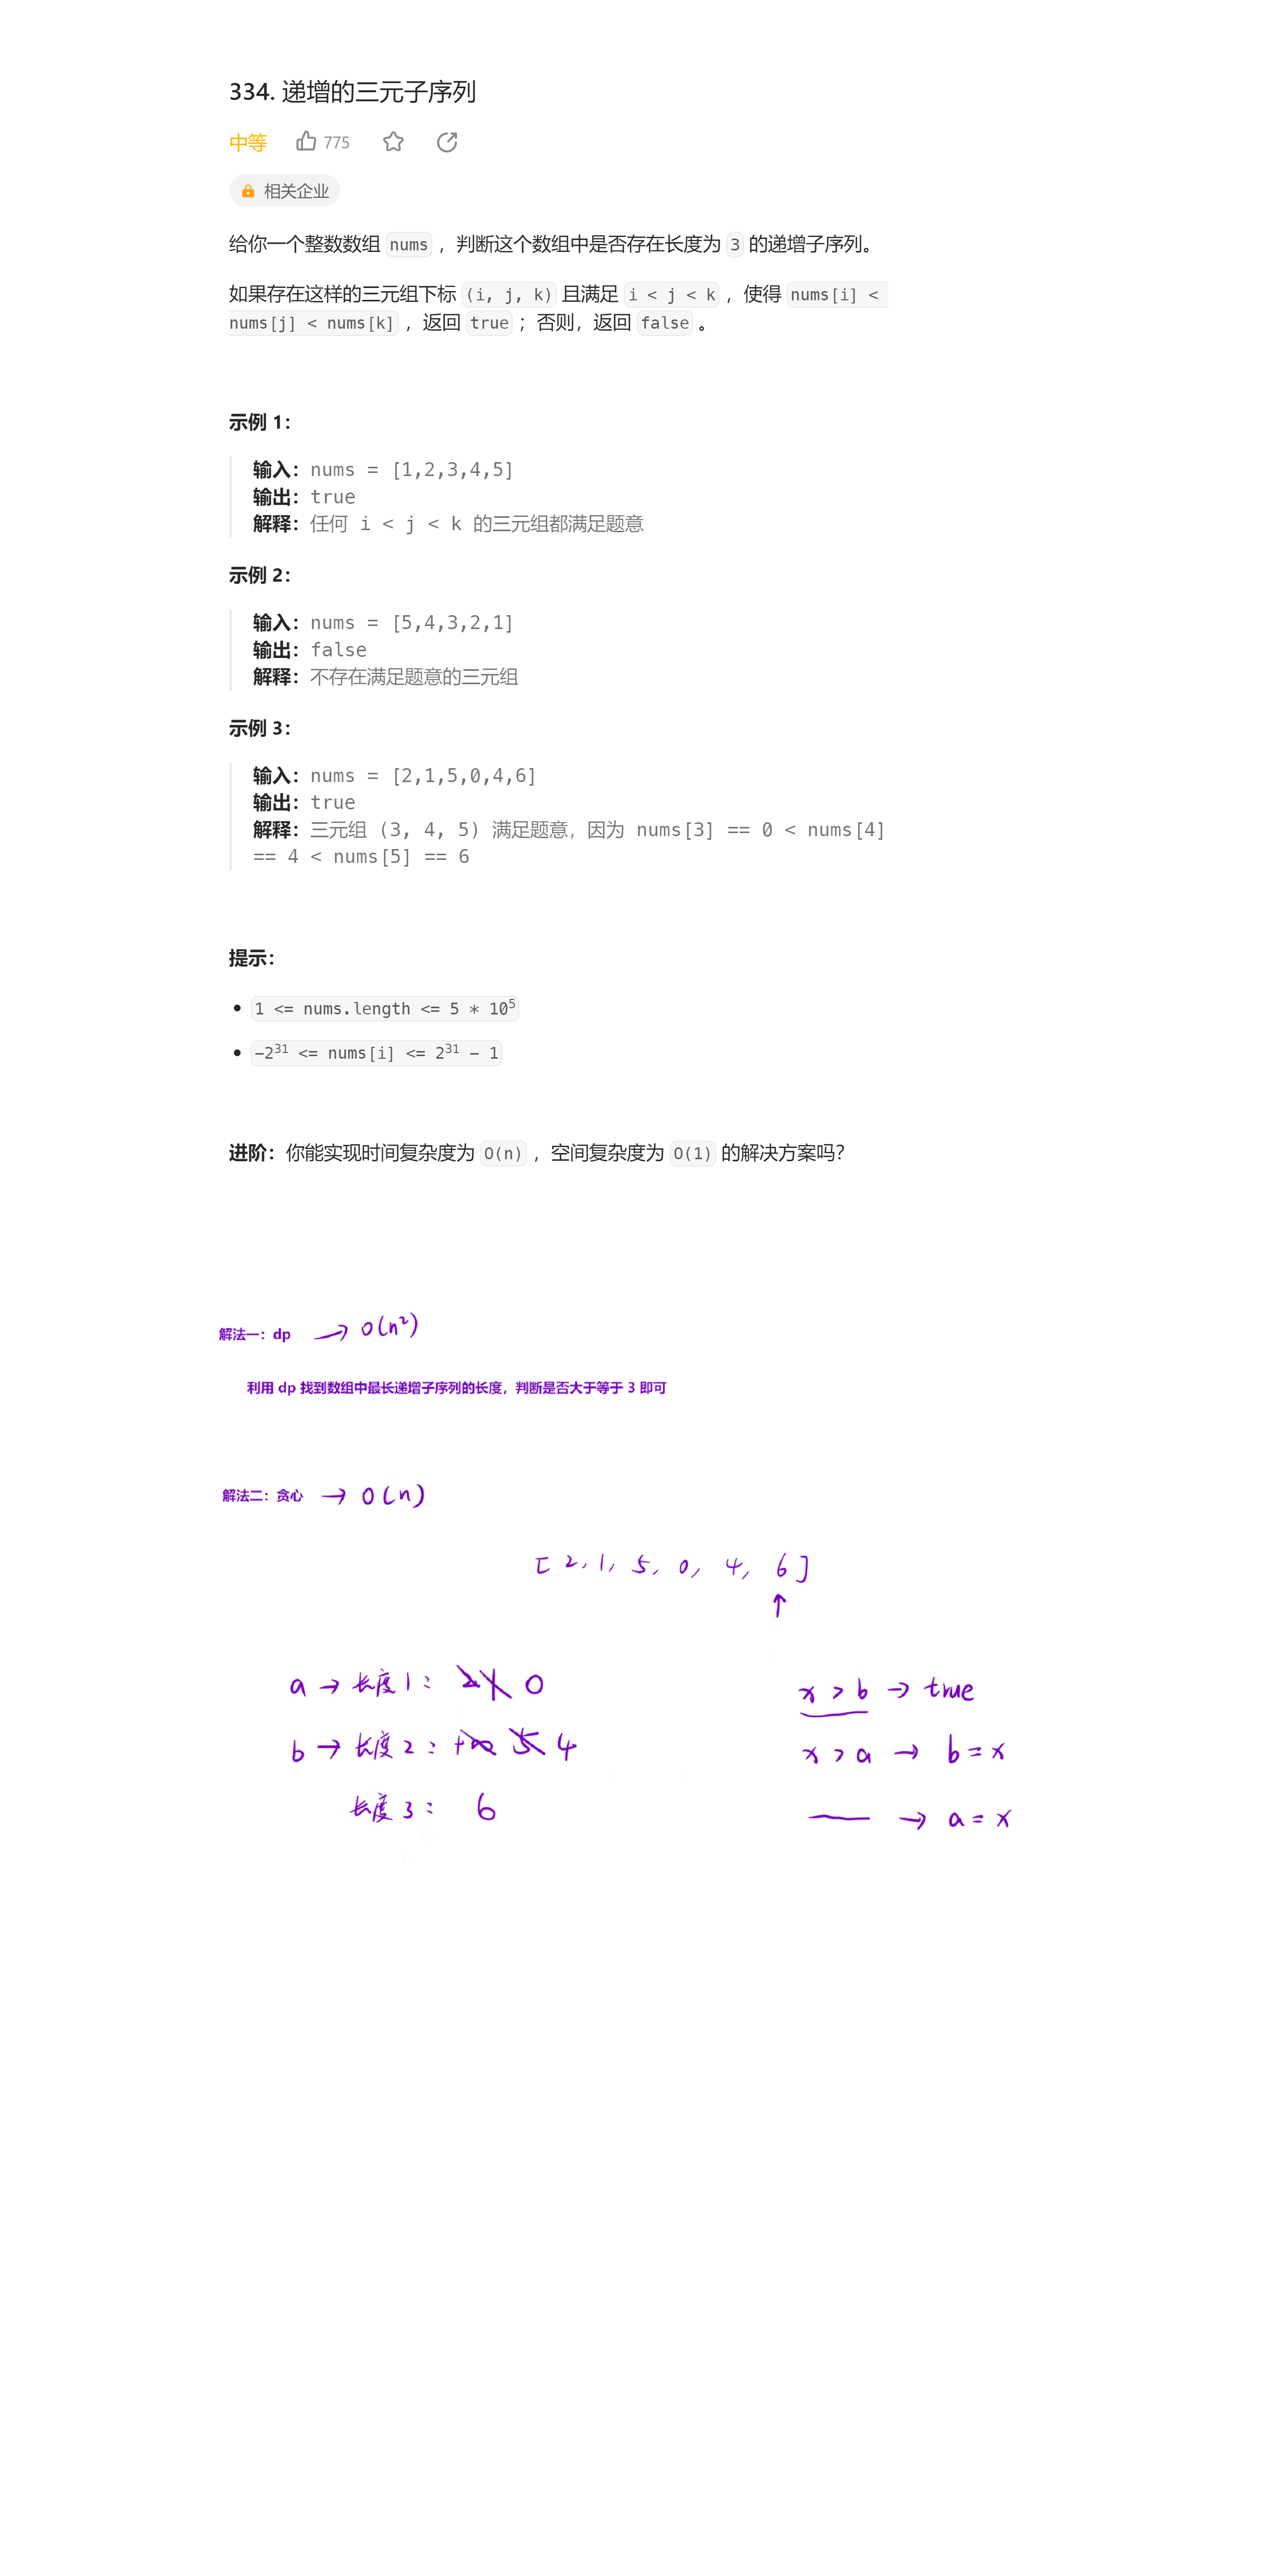 334. 递增的三元子序列
中等 775
相关企业
给你一个整数数组 nums ，判断这个数组中是否存在长度为 3 的递增子序列。
如果存在这样的三元组下标 (i, j, k) 且满足 i < j < k ，使得 nums[i] <
nums[j] < nums[k] ，返回 true ；否则，返回 false 。
示例 1：
输入：nums = [1,2,3,4,5]
输出：true
解释：任何 i < j < k 的三元组都满足题意
示例 2：
输入：nums = [5,4,3,2,1]
输出：false
解释：不存在满足题意的三元组
示例 3：
输入：nums = [2,1,5,0,4,6]
输出：true
解释：三元组 (3, 4, 5) 满足题意，因为 nums[3] == 0 < nums[4]
== 4 < nums[5] == 6
提示：
• 1 <= nums.length <= 5 * 10⁵
• -2³¹ <= nums[i] <= 2³¹ - 1
进阶：你能实现时间复杂度为 O(n) ，空间复杂度为 O(1) 的解决方案吗？
解法一：dp → O(n²)
利用 dp 找到数组中最长递增子序列的长度，判断是否大于等于 3 即可
解法二：贪心 → O(n)
[2, 1, 5, 0, 4, 6]
↑
a → 长度1： 2 1 0
x > b → true
b → 长度2： +∞ 5 4
x > a → b = x
长度3： 6
— → a = x